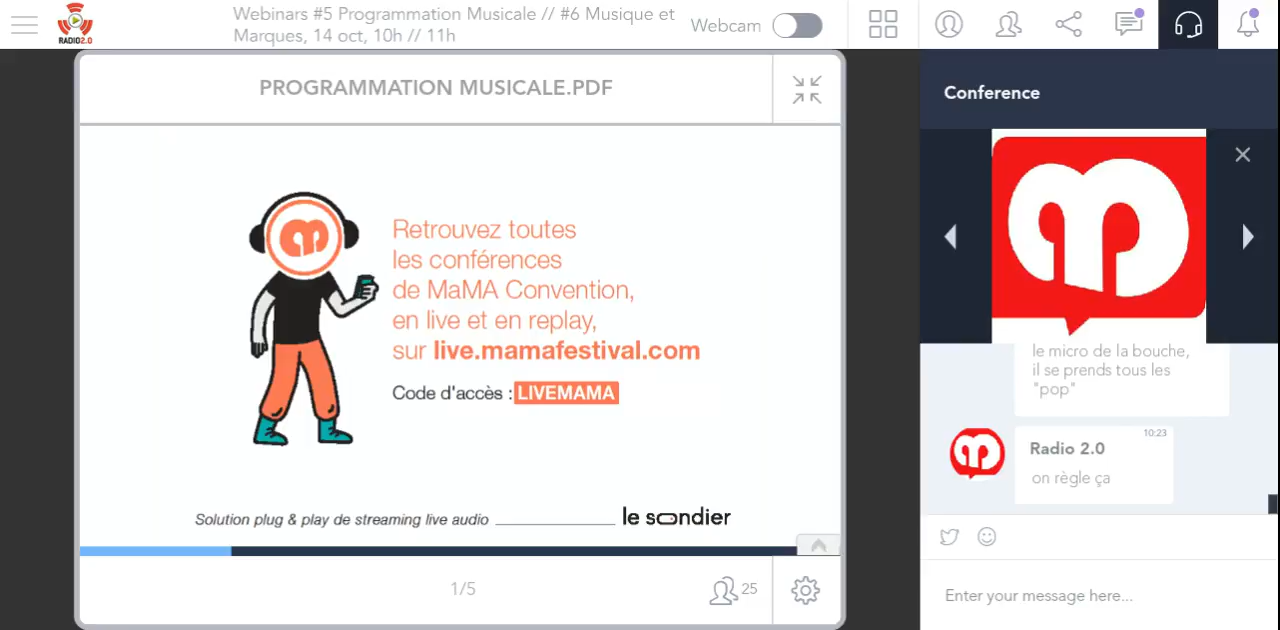 Webinars #5 Programmation Musicale // #6 Musique et
Marques, 14 oct, 10h // 11h
Webcam
RADIO2.0
PROGRAMMATION MUSICALE.PDF
Retrouvez toutes
les conférences
de MaMA Convention,
en live et en replay,
sur live.mamafestival.com
Code d'accès : LIVEMAMA
Solution plug & play de streaming live audio
le sondier
1/5
25
Conference
le micro de la bouche,
il se prends tous les
"pop"
10:23
Radio 2.0
on règle ça
Enter your message here...